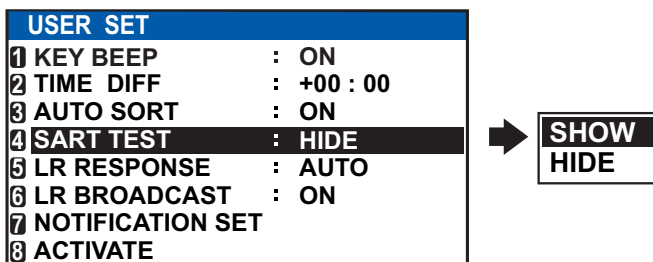 USER SET
1 KEY BEEP : ON
2 TIME DIFF : +00 : 00
3 AUTO SORT : ON
4 SART TEST : HIDE
5 LR RESPONSE : AUTO
6 LR BROADCAST : ON
7 NOTIFICATION SET
8 ACTIVATE
SHOW
HIDE